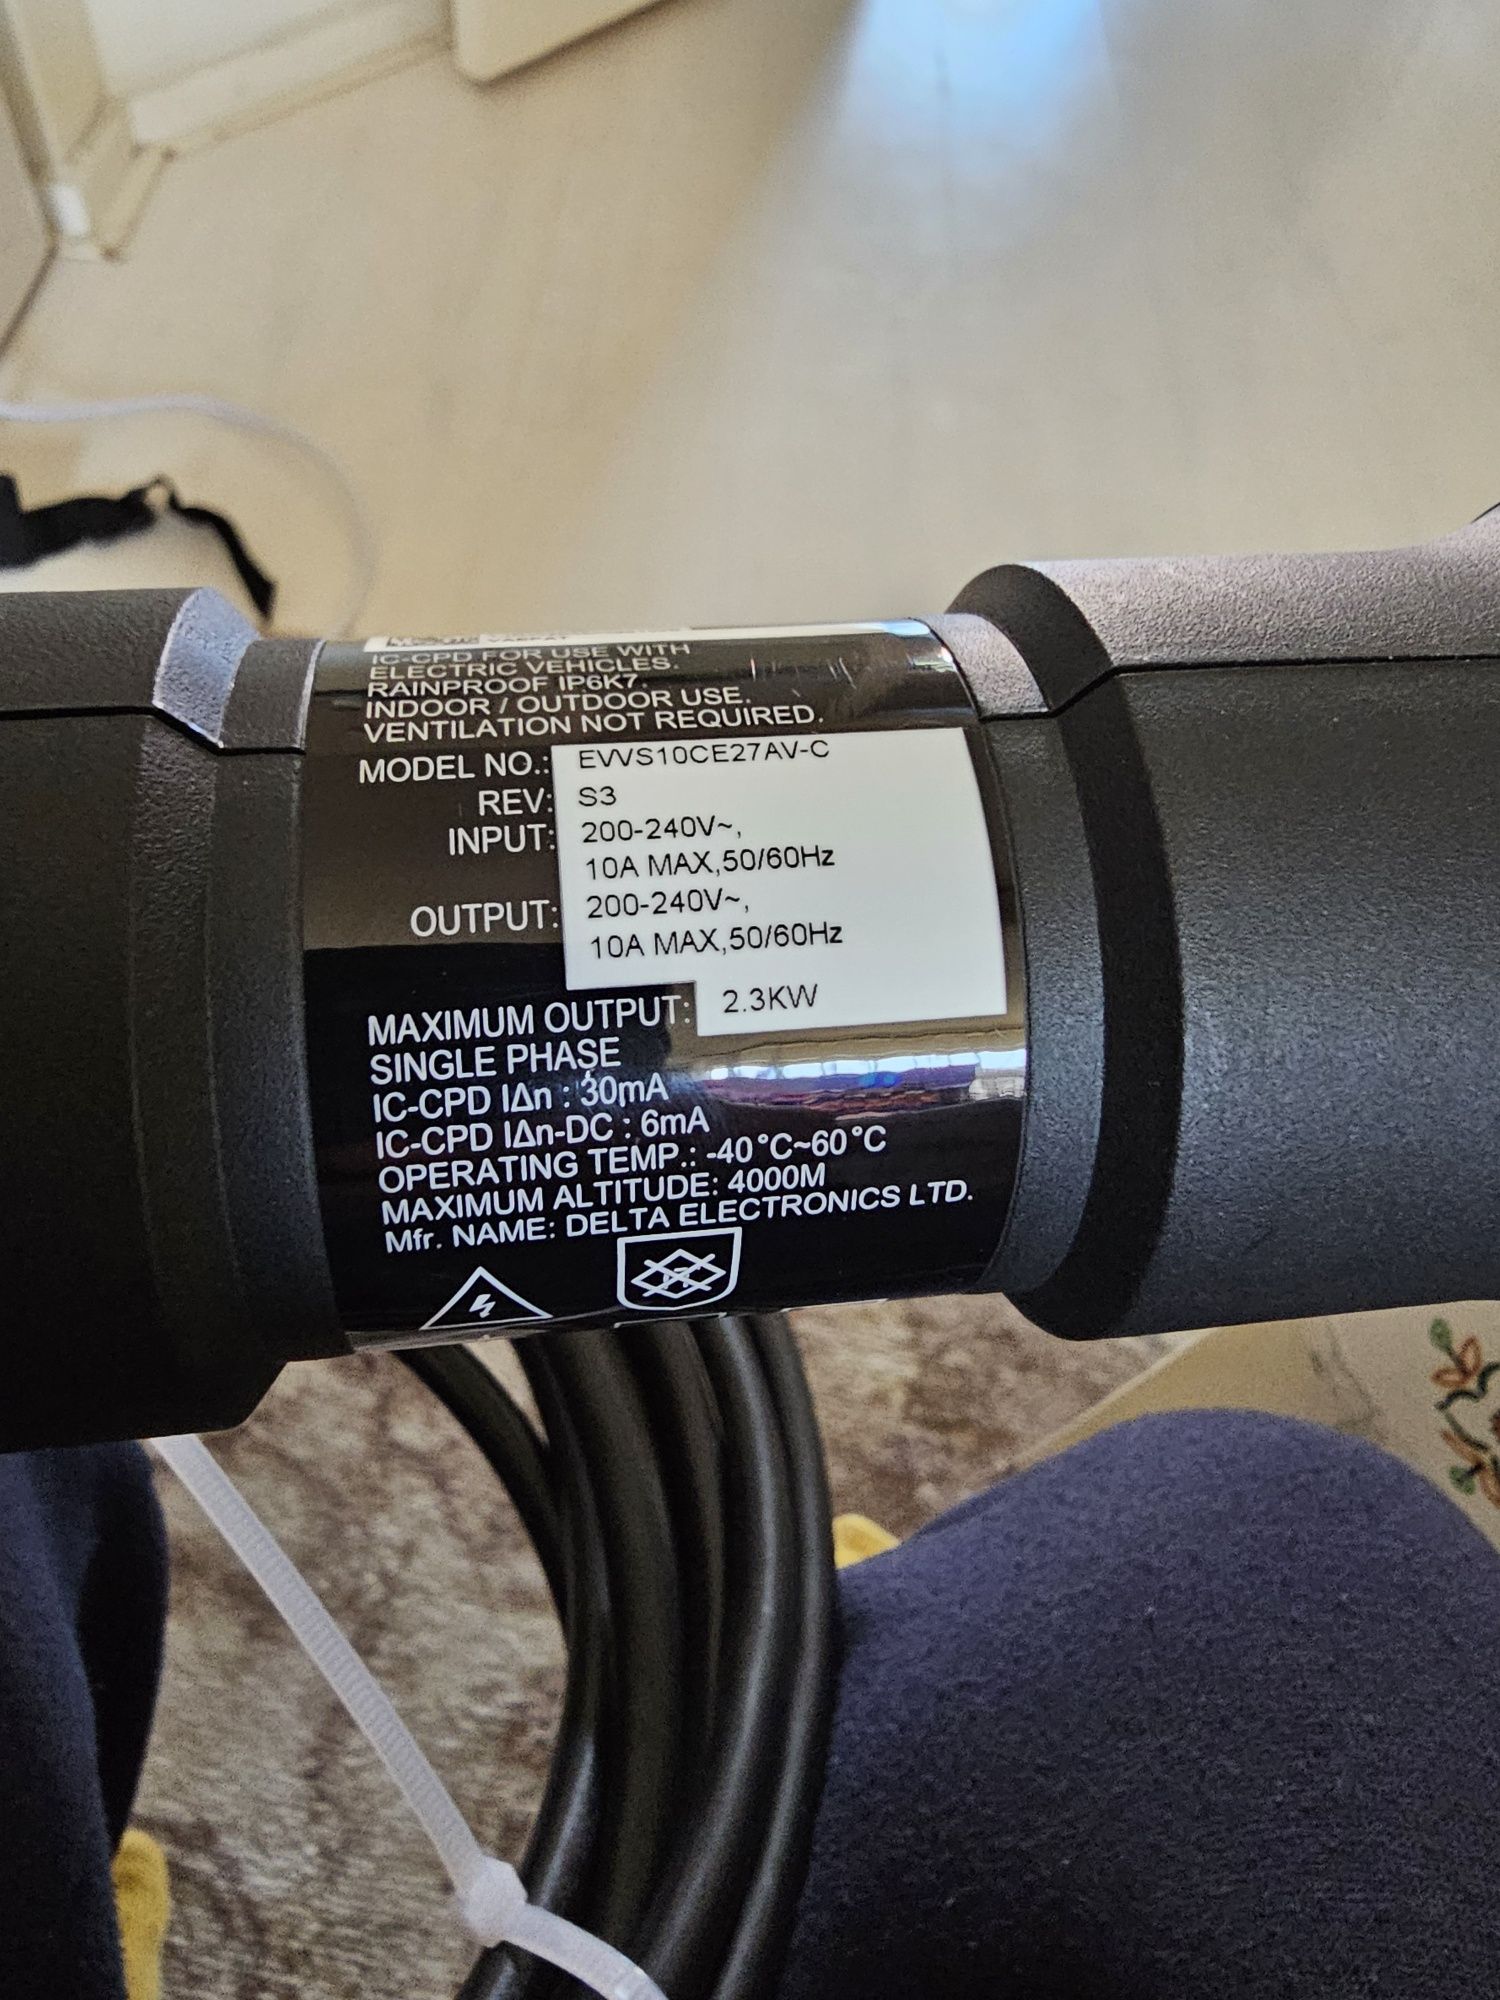 IC-CPD FOR USE WITH
ELECTRIC VEHICLES.
RAINPROOF IP6K7.
INDOOR / OUTDOOR USE.
VENTILATION NOT REQUIRED.
MODEL NO.: EVVS10CE27AV-C
REV: S3
INPUT: 200-240V~,
10A MAX,50/60Hz
OUTPUT: 200-240V~,
10A MAX,50/60Hz
MAXIMUM OUTPUT: 2.3KW
SINGLE PHASE
IC-CPD I∆n : 30mA
IC-CPD I∆n-DC : 6mA
OPERATING TEMP.: -40°C~60°C
MAXIMUM ALTITUDE: 4000M
Mfr. NAME: DELTA ELECTRONICS LTD.